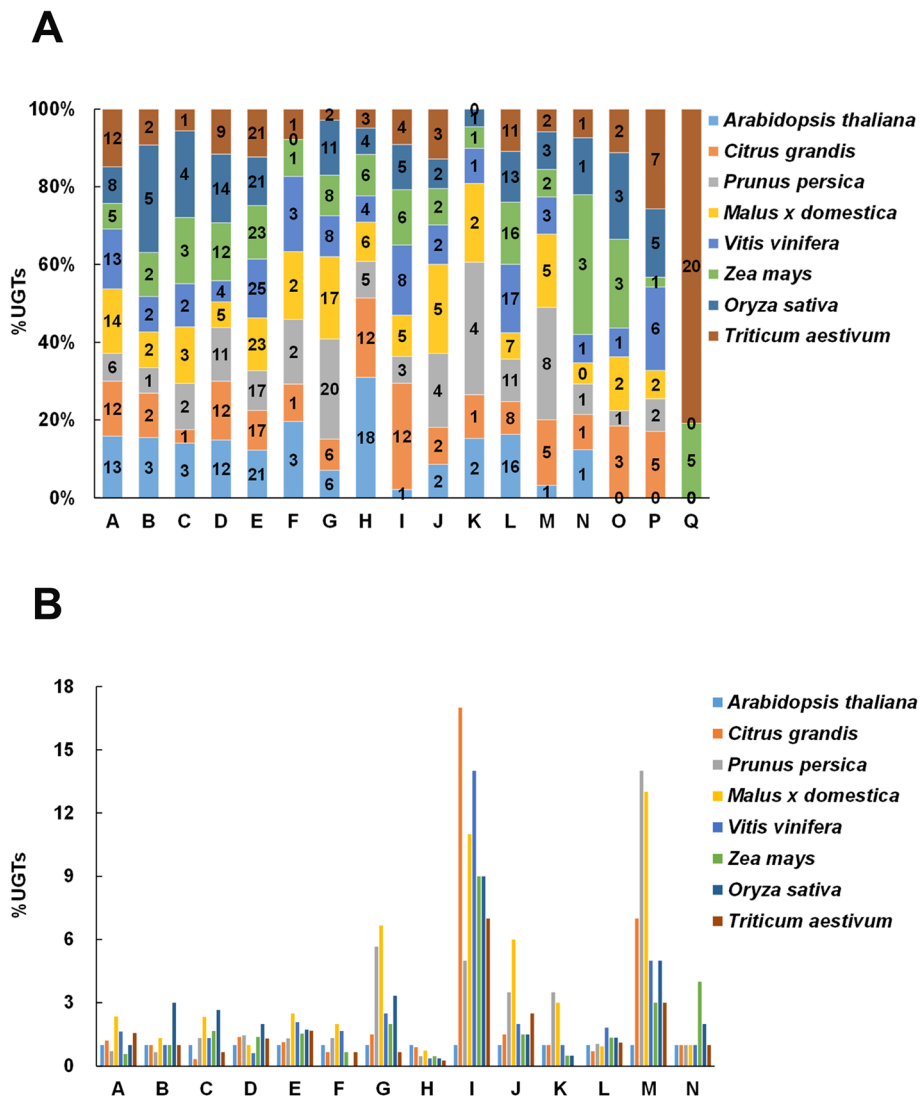 A
%UGTs
100%
80%
60%
40%
20%
0%
12 2 1 9 21 1 2 3 4 3 0 11 2 1 2 7 20
8 5 4 14 21 0 11 4 5 2 1 13 3 1 3 5 0
5 2 3 12 23 1 8 6 6 2 1 16 2 3 3 1 5
13 2 2 4 25 3 8 4 8 2 1 17 3 1 1 6
14 2 3 5 23 2 17 6 5 5 2 7 5 0 2 2
6 1 2 11 17 2 20 5 3 4 4 11 8 1 1 2
12 2 1 12 17 1 6 12 12 2 1 8 5 1 3 5
13 3 3 12 21 3 6 18 1 2 2 16 1 1 0 0
A B C D E F G H I J K L M N O P Q
Arabidopsis thaliana
Citrus grandis
Prunus persica
Malus x domestica
Vitis vinifera
Zea mays
Oryza sativa
Triticum aestivum
B
%UGTs
18
15
12
9
6
3
0
A B C D E F G H I J K L M N
Arabidopsis thaliana
Citrus grandis
Prunus persica
Malus x domestica
Vitis vinifera
Zea mays
Oryza sativa
Triticum aestivum